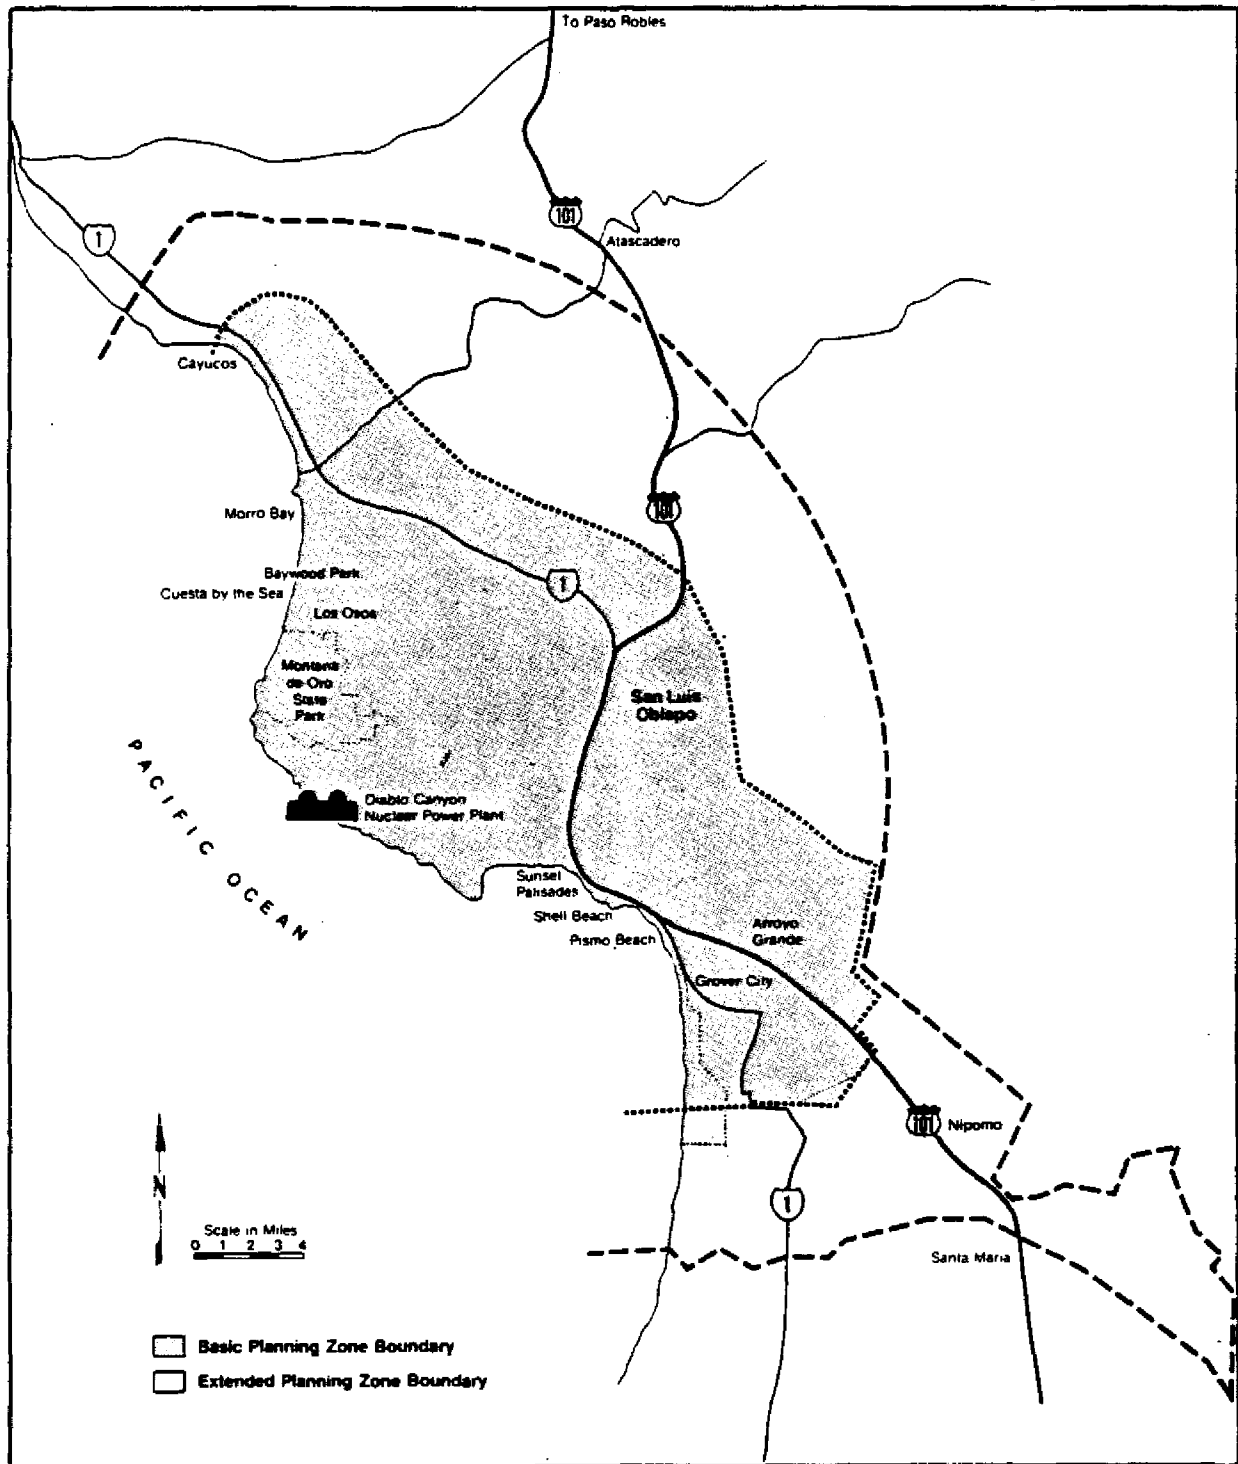 To Paso Robles
101
1
Atascadero
Cayucos
101
Morro Bay
1
Baywood Park
Cuesta by the Sea
Los Osos
Montana
de Oro
State
Park
San Luis
Obispo
PACIFIC OCEAN
Diablo Canyon
Nuclear Power Plant
Sunset
Palisades
Shell Beach
Pismo Beach
Arroyo
Grande
Grover City
101
Nipomo
N
1
Scale in Miles
0 1 2 3 4
Santa Maria
Basic Planning Zone Boundary
Extended Planning Zone Boundary